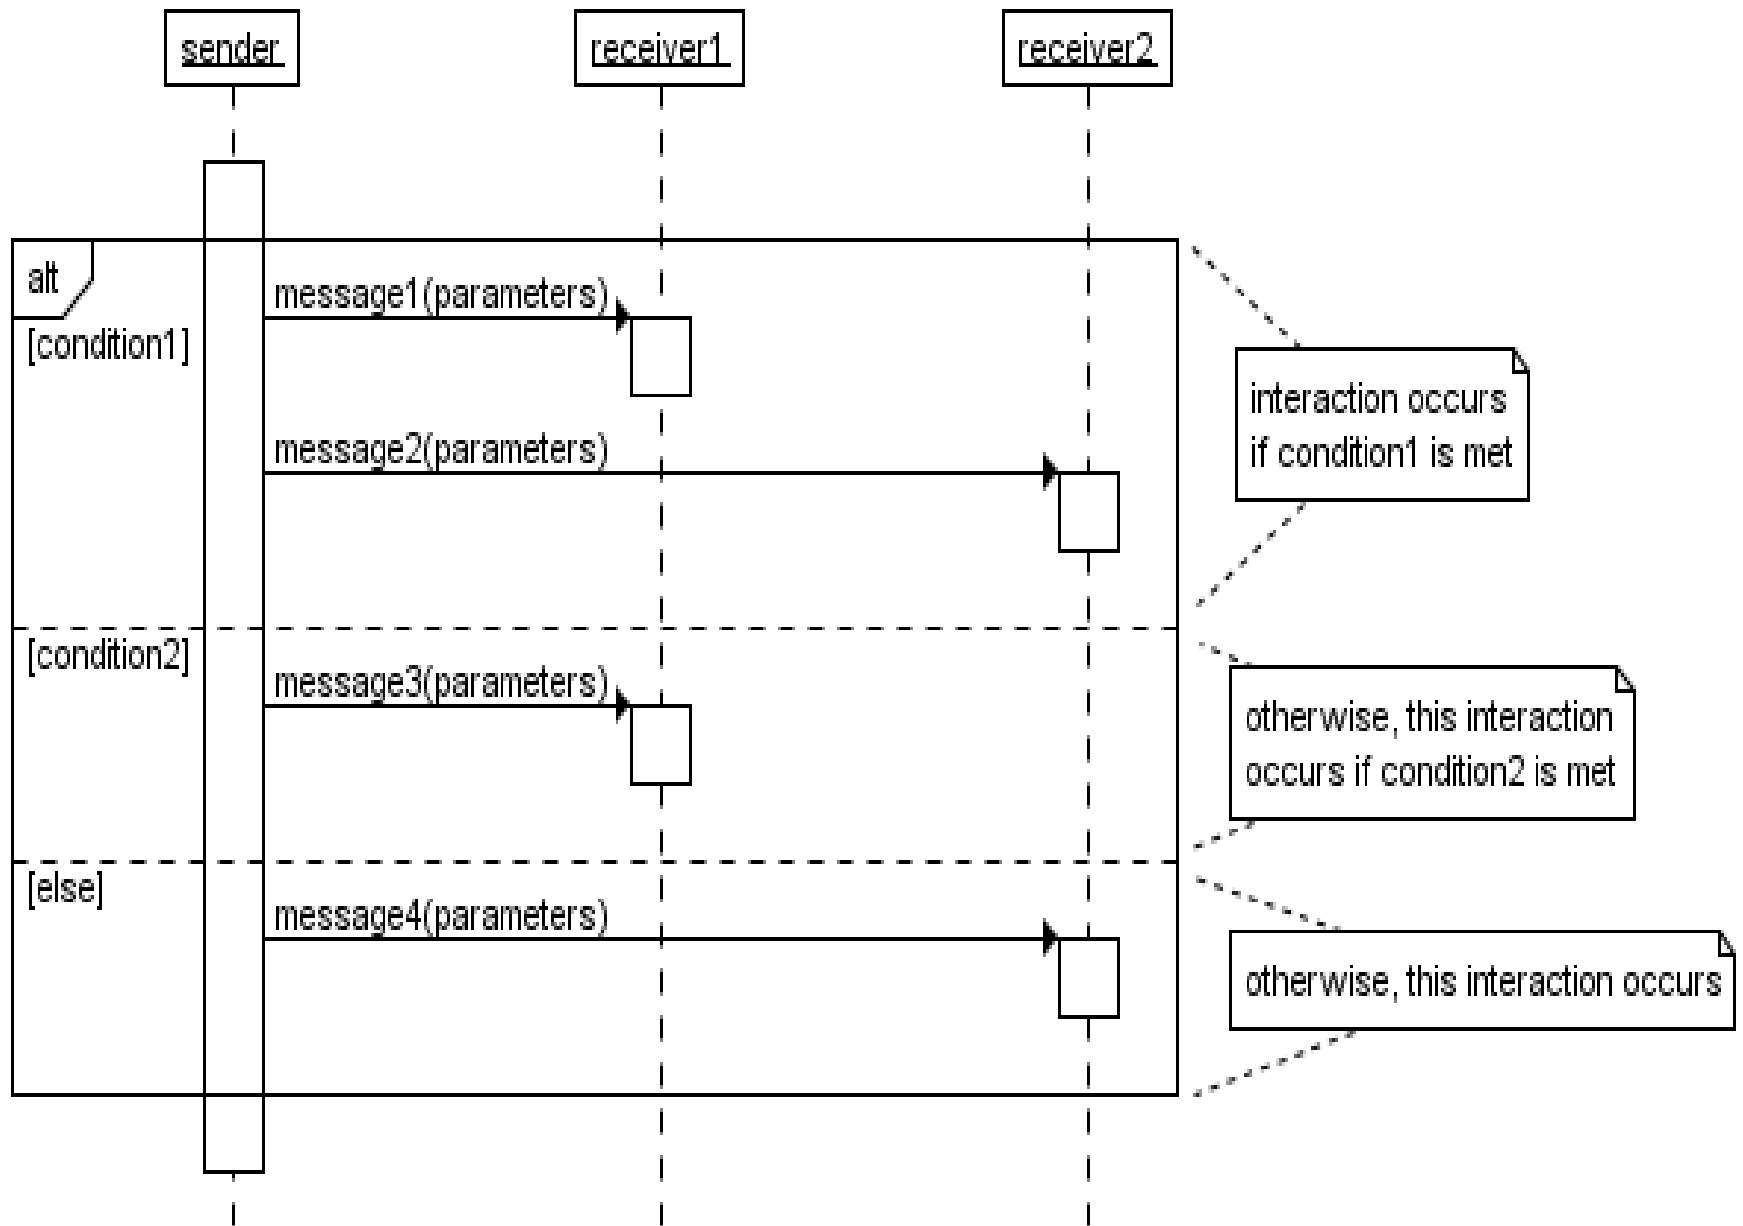 sender
receiver1
receiver2
alt
message1(parameters)
[condition1]
interaction occurs
if condition1 is met
message2(parameters)
[condition2]
message3(parameters)
otherwise, this interaction
occurs if condition2 is met
[else]
message4(parameters)
otherwise, this interaction occurs